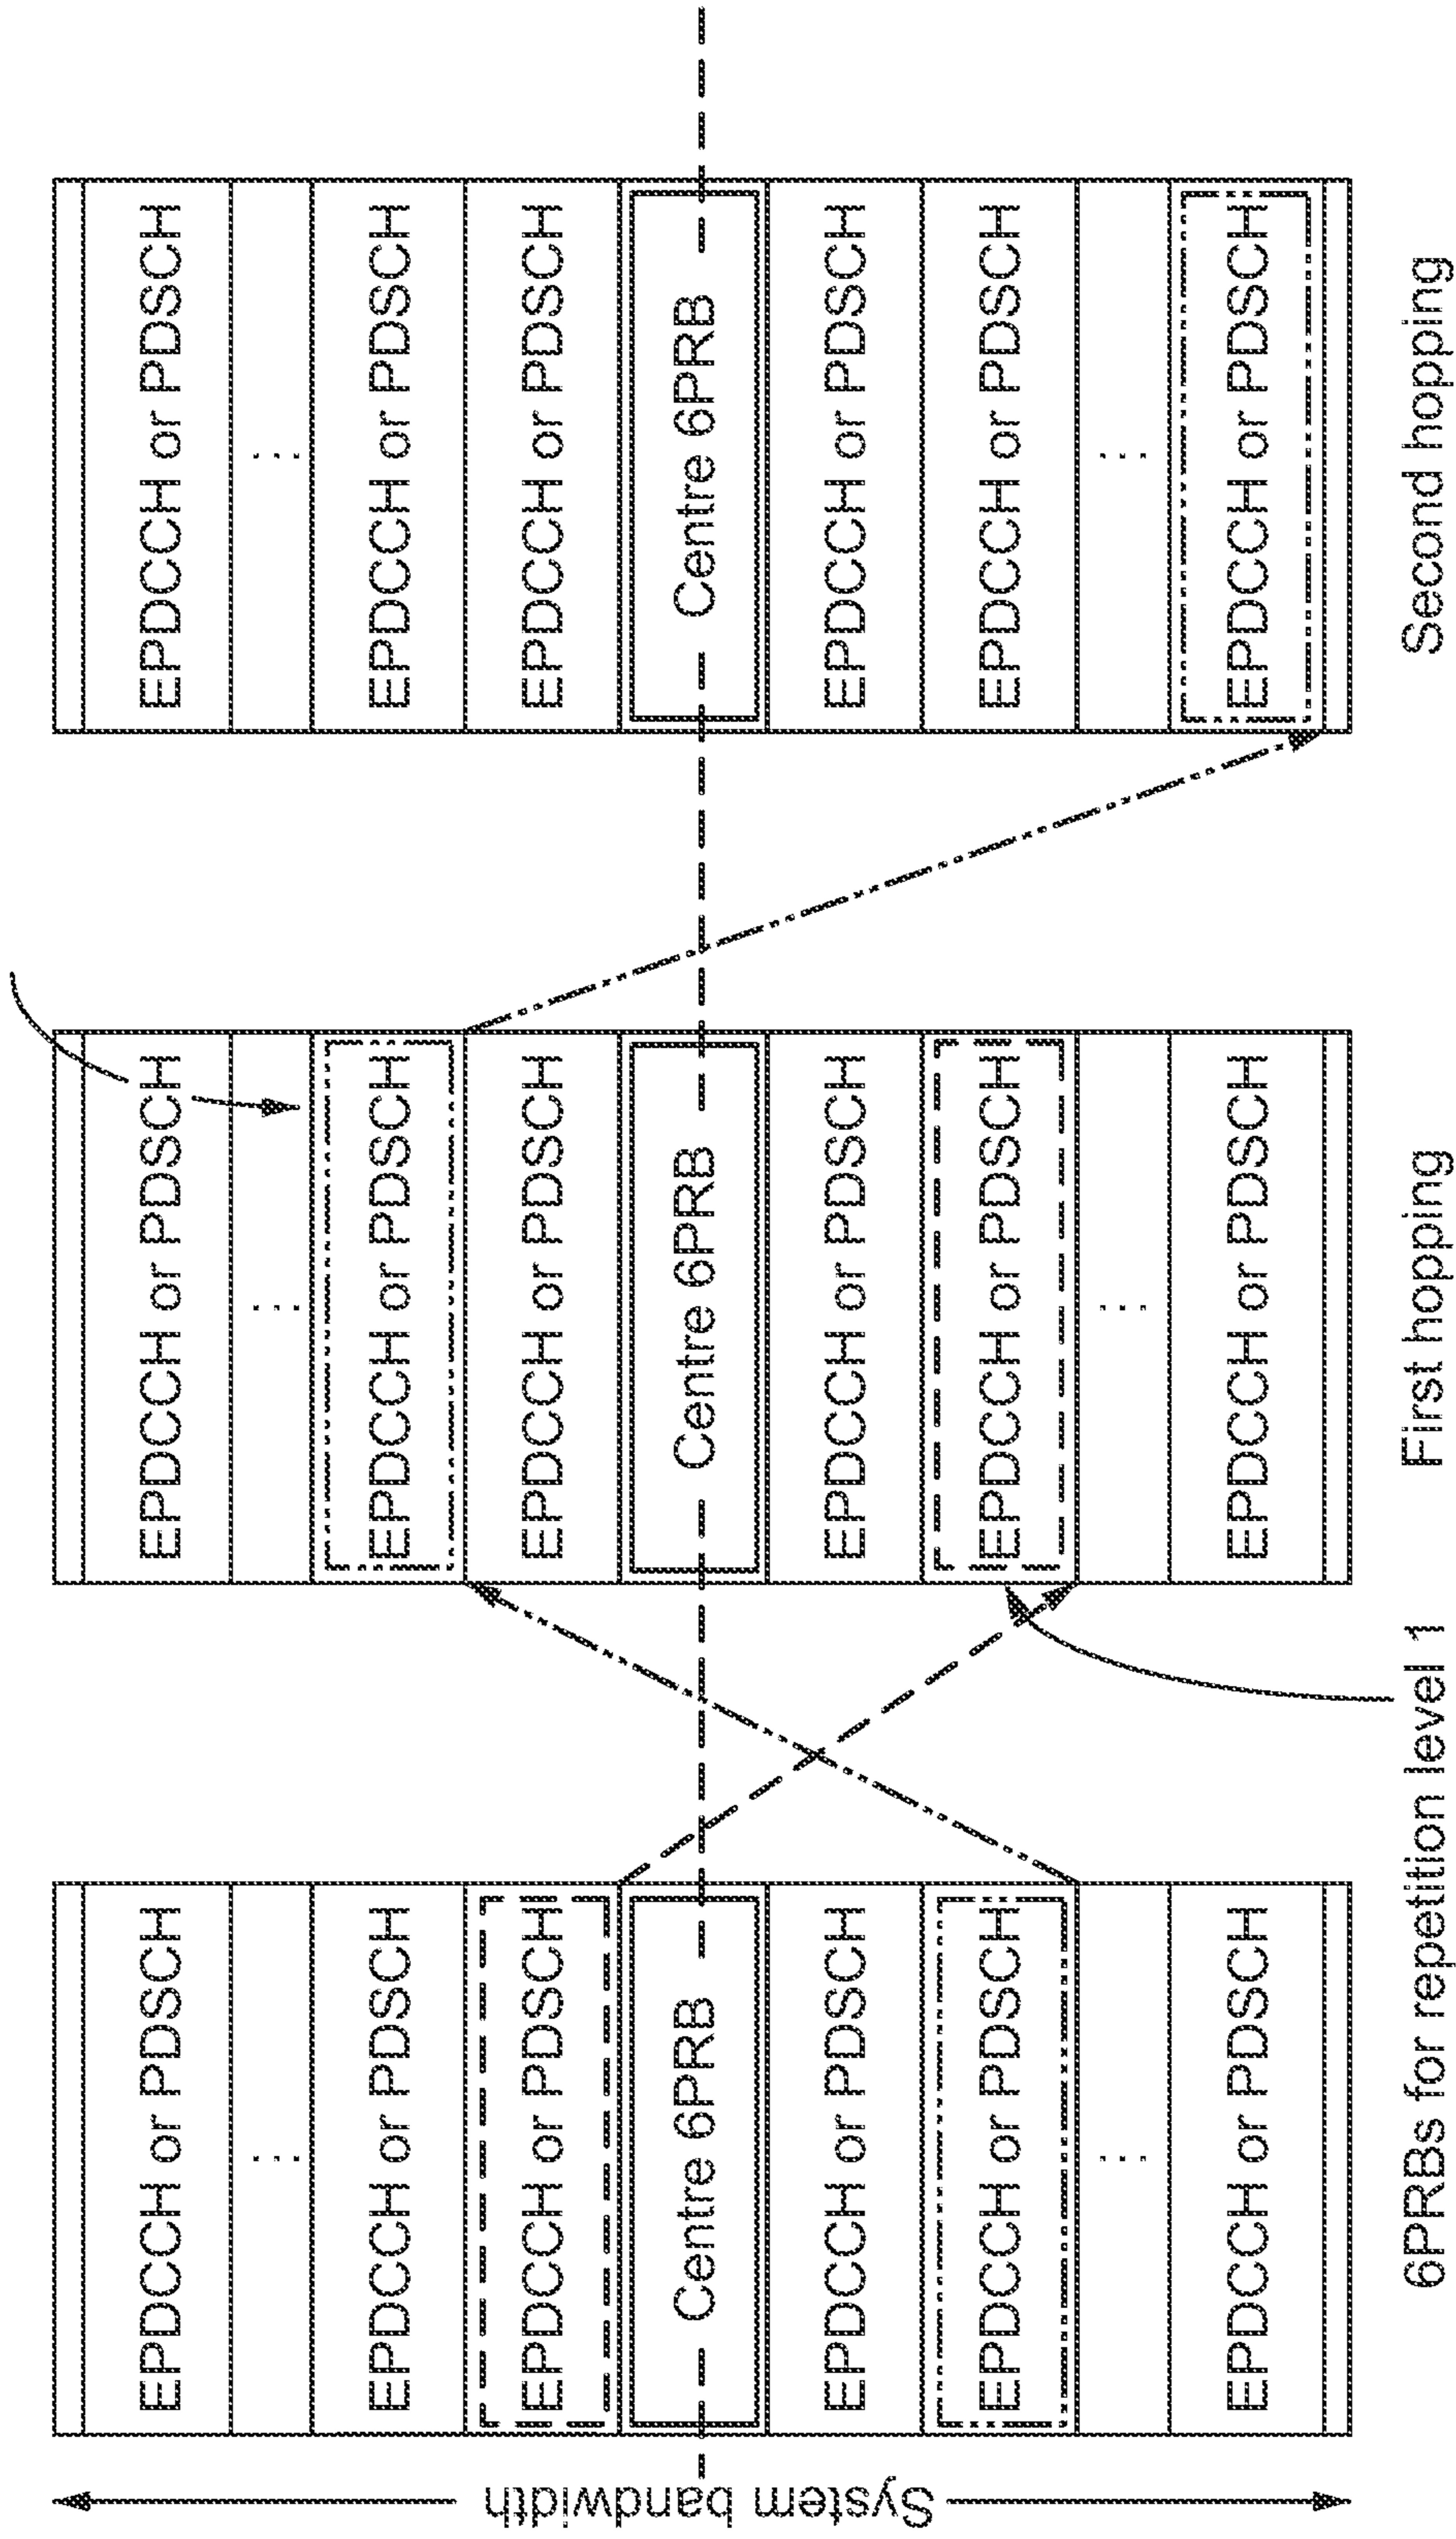 System bandwidth
EPDCCH or PDSCH
...
EPDCCH or PDSCH
EPDCCH or PDSCH
Centre 6PRB
EPDCCH or PDSCH
EPDCCH or PDSCH
...
EPDCCH or PDSCH
6PRBs for repetition level 1
EPDCCH or PDSCH
...
EPDCCH or PDSCH
EPDCCH or PDSCH
Centre 6PRB
EPDCCH or PDSCH
EPDCCH or PDSCH
...
EPDCCH or PDSCH
First hopping
EPDCCH or PDSCH
...
EPDCCH or PDSCH
EPDCCH or PDSCH
Centre 6PRB
EPDCCH or PDSCH
EPDCCH or PDSCH
...
EPDCCH or PDSCH
Second hopping